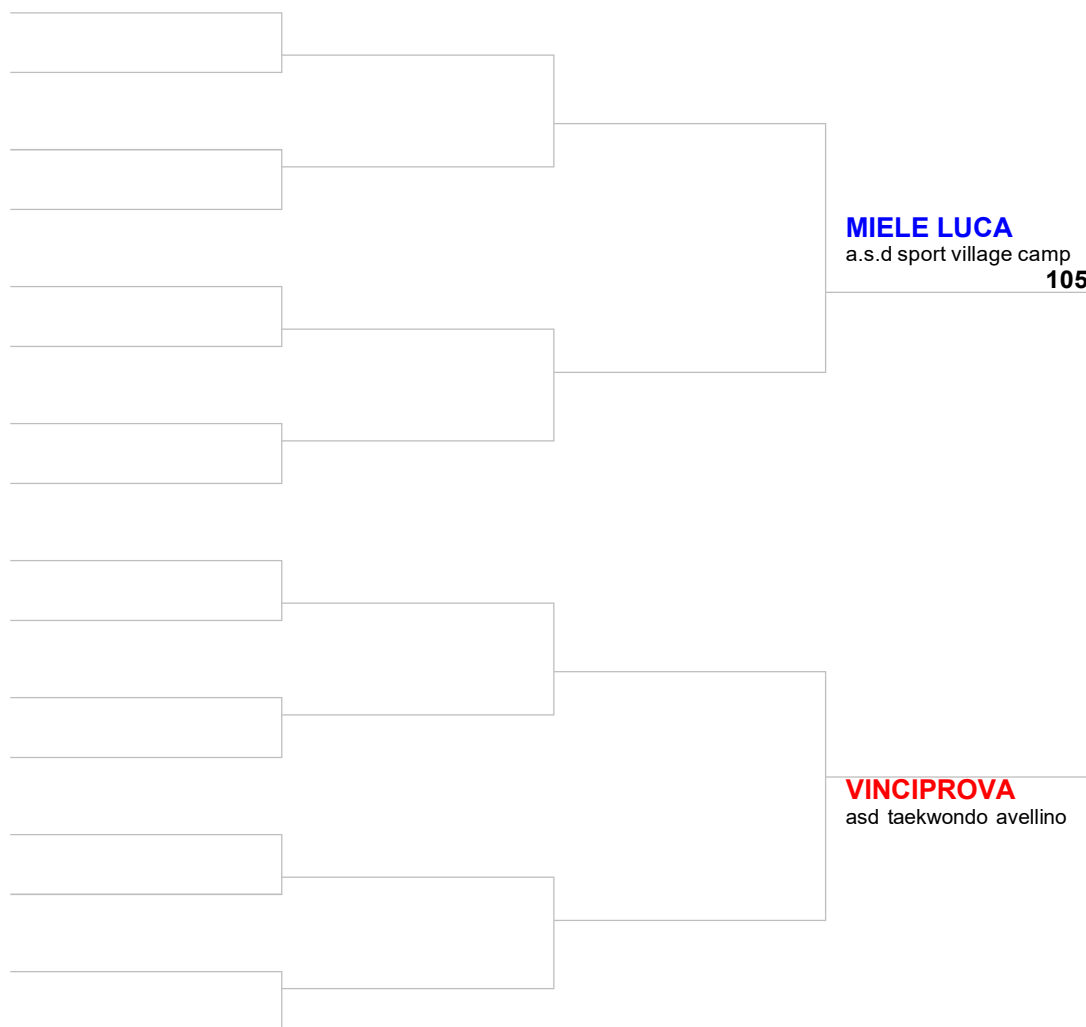 MIELE LUCA
a.s.d sport village camp
105
VINCIPROVA
asd taekwondo avellino